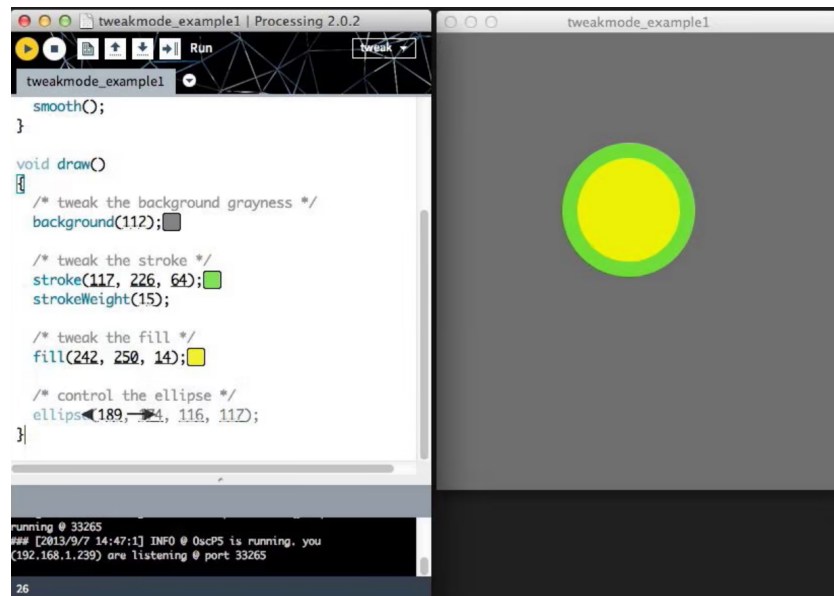 tweakmode_example1 | Processing 2.0.2
Run
tweak
tweakmode_example1
smooth();
}
void draw()
{
/* tweak the background grayness */
background(112);
/* tweak the stroke */
stroke(117, 226, 64);
strokeWeight(15);
/* tweak the fill */
fill(242, 250, 14);
/* control the ellipse */
(189, 116, 117);
}
running @ 33265
### [2013/9/7 14:47:1] INFO @ OscP5 is running. you
(192.168.1.239) are listening @ port 33265
26
tweakmode_example1